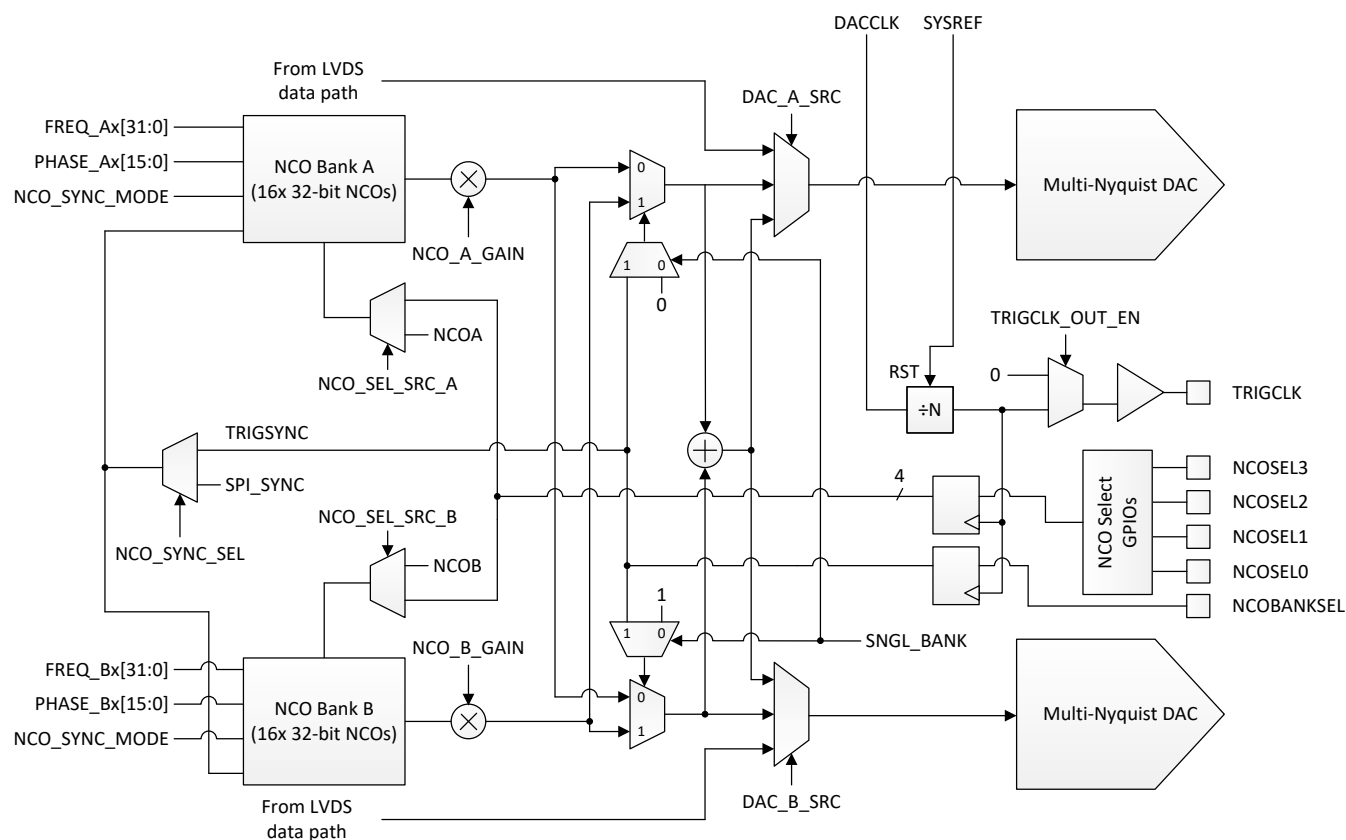 DACCLK
SYSREF
From LVDS
data path
DAC_A_SRC
FREQ_Ax[31:0]
PHASE_Ax[15:0]
NCO_SYNC_MODE
NCO Bank A
(16x 32-bit NCOs)
NCO_A_GAIN
0
1
1 0
0
Multi-Nyquist DAC
NCOA
NCO_SEL_SRC_A
TRIGCLK_OUT_EN
RST
÷N
0
TRIGCLK
TRIGSYNC
SPI_SYNC
NCO_SYNC_SEL
4
NCO Select
GPIOs
NCOSEL3
NCOSEL2
NCOSEL1
NCOSEL0
NCOBANKSEL
NCO_SEL_SRC_B
NCOB
1
1 0
SNGL_BANK
FREQ_Bx[31:0]
PHASE_Bx[15:0]
NCO_SYNC_MODE
NCO Bank B
(16x 32-bit NCOs)
NCO_B_GAIN
0
1
Multi-Nyquist DAC
DAC_B_SRC
From LVDS
data path